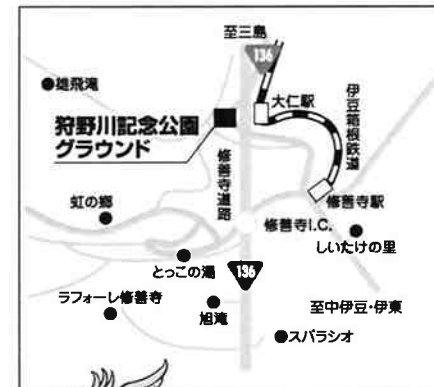 至三島
136
雄飛滝
大仁駅
狩野川記念公園
グラウンド
伊豆箱根鉄道
修善寺道路
修善寺駅
虹の郷
修善寺I.C.
しいたけの里
とっこの湯
136
ラフォーレ修善寺
旭滝
至中伊豆・伊東
スパラシオ